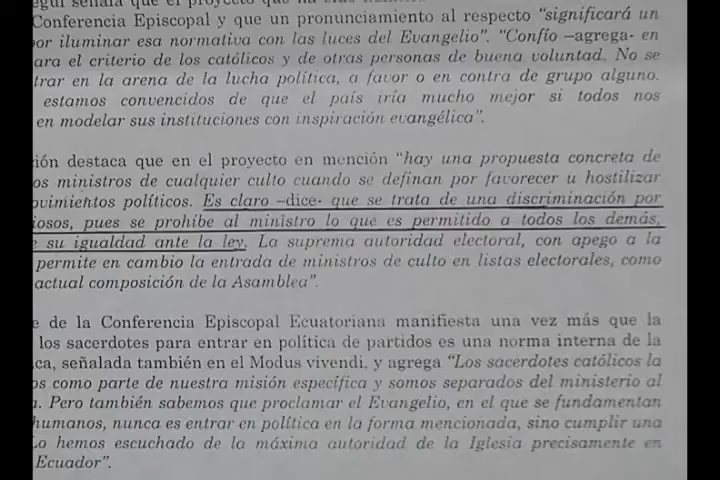 egui señala que el proyecto que ha
Conferencia Episcopal y que un pronunciamiento al respecto "significará un
por iluminar esa normativa con las luces del Evangelio". "Confío –agrega- en
ara el criterio de los católicos y de otras personas de buena voluntad. No se
trar en la arena de la lucha política, a favor o en contra de grupo alguno.
estamos convencidos de que el país iría mucho mejor si todos nos
en modelar sus instituciones con inspiración evangélica".
ión destaca que en el proyecto en mención "hay una propuesta concreta de
os ministros de cualquier culto cuando se definan por favorecer u hostilizar
ovimientos políticos. Es claro –dice- que se trata de una discriminación por
iosos, pues se prohibe al ministro lo que es permitido a todos los demás,
e su igualdad ante la ley. La suprema autoridad electoral, con apego a la
permite en cambio la entrada de ministros de culto en listas electorales, como
actual composición de la Asamblea".
e de la Conferencia Episcopal Ecuatoriana manifiesta una vez más que la
los sacerdotes para entrar en política de partidos es una norma interna de la
ca, señalada también en el Modus vivendi, y agrega "Los sacerdotes católicos la
os como parte de nuestra misión específica y somos separados del ministerio al
a. Pero también sabemos que proclamar el Evangelio, en el que se fundamentan
humanos, nunca es entrar en política en la forma mencionada, sino cumplir una
Lo hemos escuchado de la máxima autoridad de la Iglesia precisamente en
Ecuador".